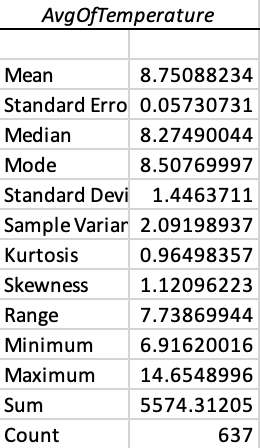 AvgOfTemperature
Mean 8.75088234
Standard Erro 0.05730731
Median 8.27490044
Mode 8.50769997
Standard Devi 1.4463711
Sample Variar 2.09198937
Kurtosis 0.96498357
Skewness 1.12096223
Range 7.73869944
Minimum 6.91620016
Maximum 14.6548996
Sum 5574.31205
Count 637